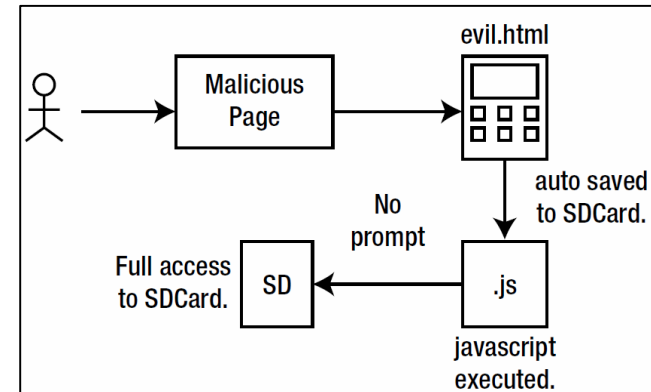 evil.html
Malicious
Page
auto saved
to SDCard.
No
prompt
Full access
to SDCard.
SD
.js
javascript
executed.